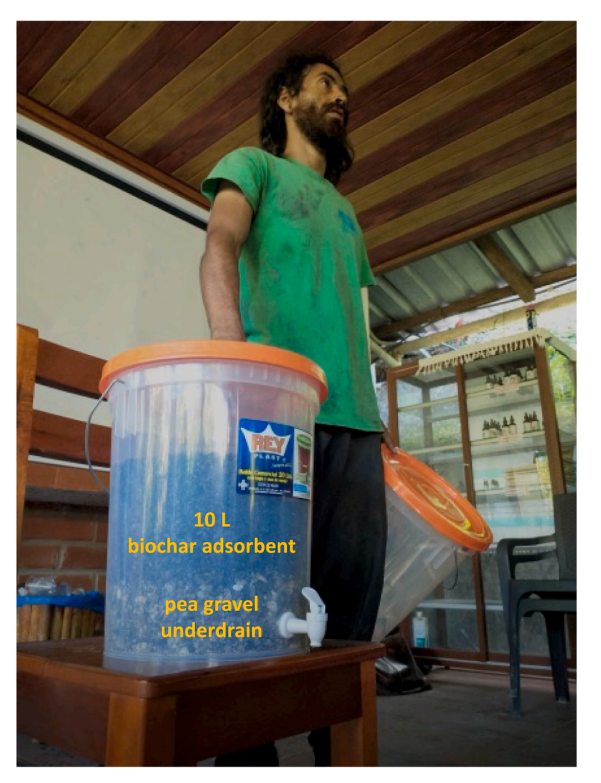 REY
PLAST
10 L
biochar adsorbent
pea gravel
underdrain